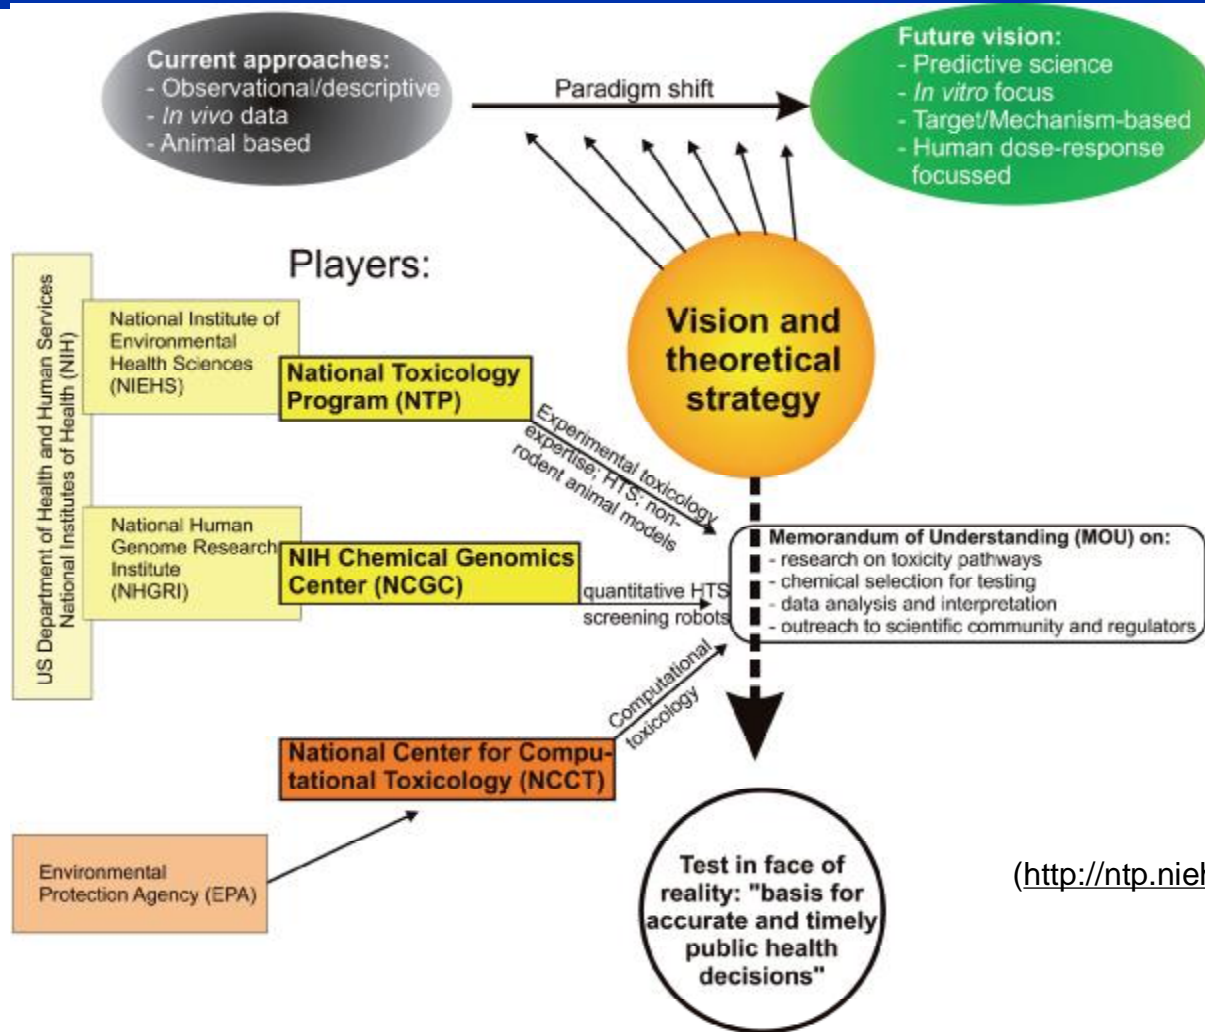 Current approaches:
- Observational/descriptive
- In vivo data
- Animal based
Paradigm shift
Future vision:
- Predictive science
- In vitro focus
- Target/Mechanism-based
- Human dose-response
focussed
Players:
US Department of Health and Human Services
National Institutes of Health (NIH)
National Institute of
Environmental
Health Sciences
(NIEHS)
National Toxicology
Program (NTP)
Experimental toxicology
expertise; HTS; non-
rodent animal models
Vision and
theoretical
strategy
National Human
Genome Research
Institute
(NHGRI)
NIH Chemical Genomics
Center (NCGC)
quantitative HTS
screening robots
Memorandum of Understanding (MOU) on:
- research on toxicity pathways
- chemical selection for testing
- data analysis and interpretation
- outreach to scientific community and regulators
Computational
toxicology
National Center for Compu-
tational Toxicology (NCCT)
Environmental
Protection Agency (EPA)
Test in face of
reality: "basis for
accurate and timely
public health
decisions"
(http://ntp.nieh